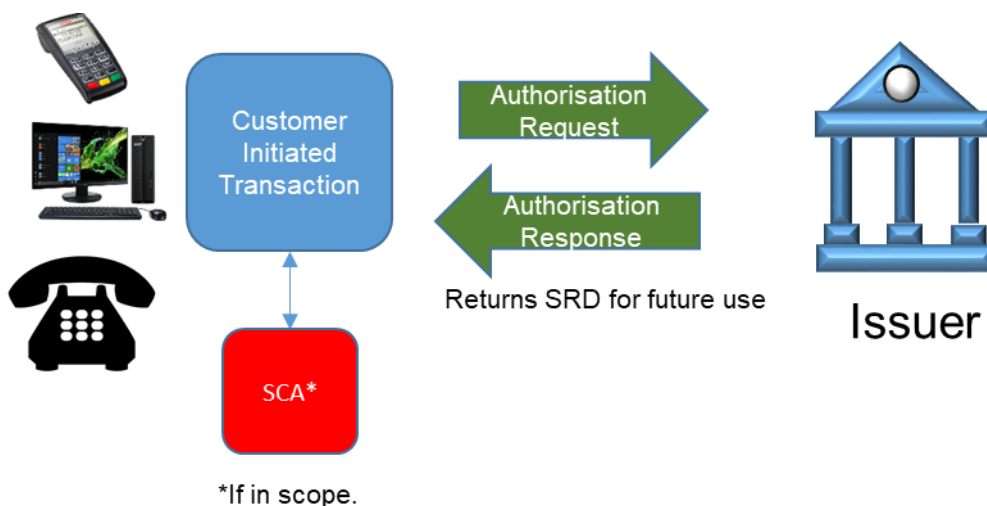 Customer
Initiated
Transaction
Authorisation
Request
Authorisation
Response
Returns SRD for future use
Issuer
SCA*
*If in scope.